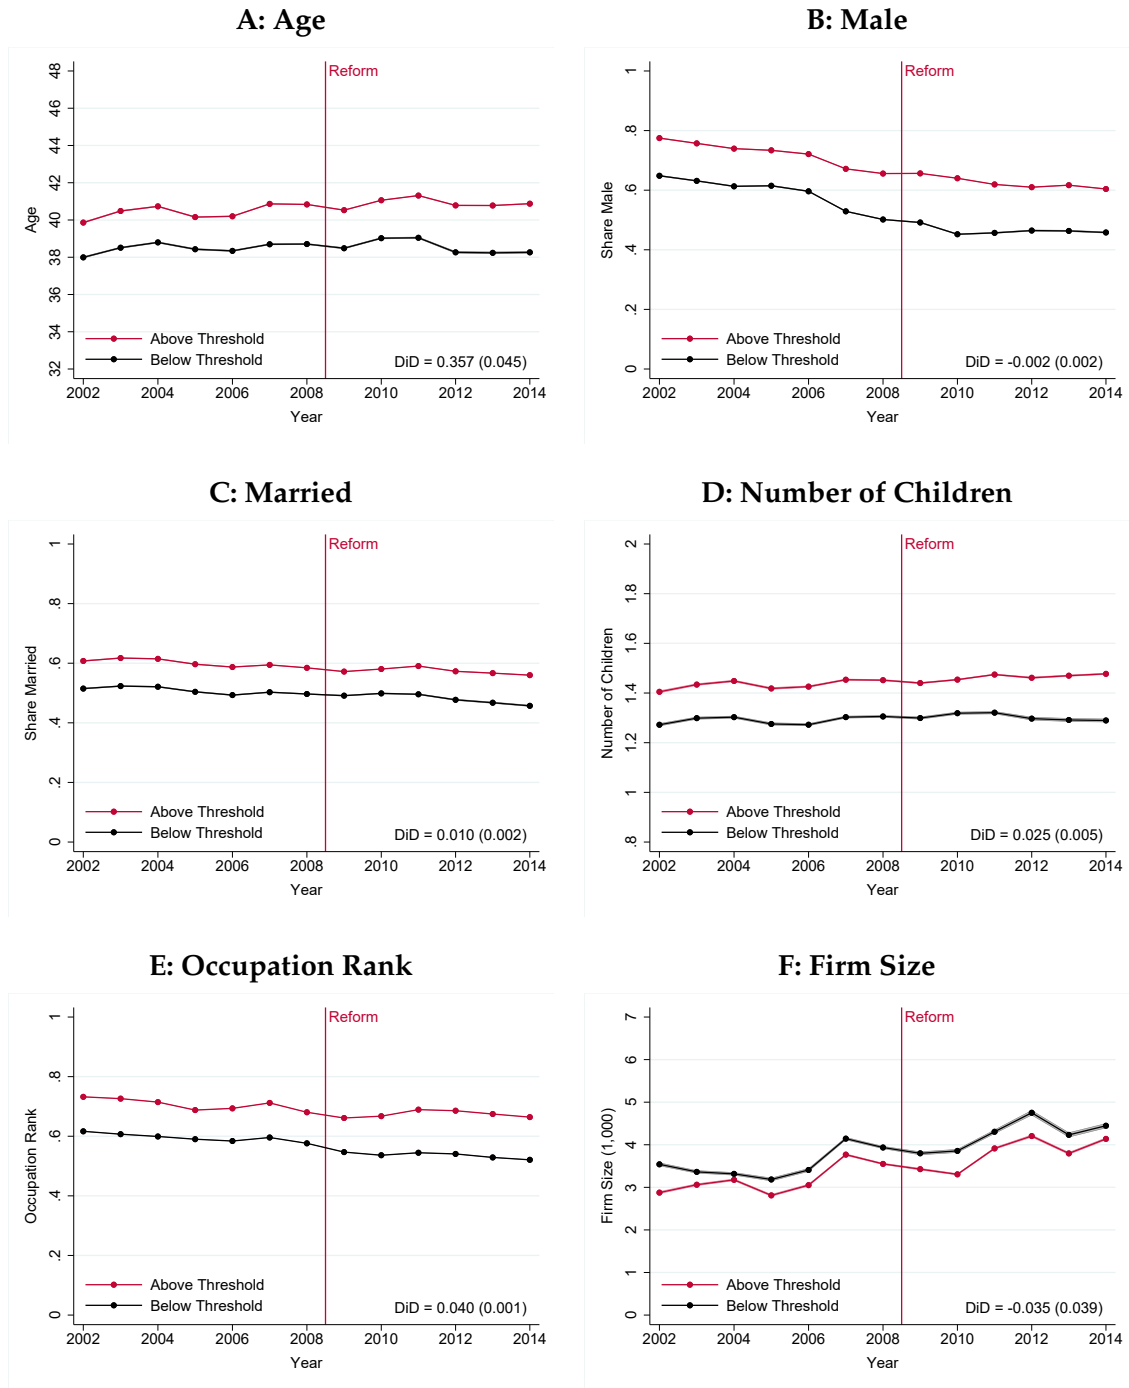 A: Age
48
46
44
42
40
38
36
34
32
Age
Reform
Above Threshold
Below Threshold
DiD = 0.357 (0.045)
2002 2004 2006 2008 2010 2012 2014
Year
B: Male
1
.8
.6
.4
.2
0
Share Male
Reform
Above Threshold
Below Threshold
DiD = -0.002 (0.002)
2002 2004 2006 2008 2010 2012 2014
Year
C: Married
1
.8
.6
.4
.2
0
Share Married
Reform
Above Threshold
Below Threshold
DiD = 0.010 (0.002)
2002 2004 2006 2008 2010 2012 2014
Year
D: Number of Children
2
1.8
1.6
1.4
1.2
1
.8
Number of Children
Reform
Above Threshold
Below Threshold
DiD = 0.025 (0.005)
2002 2004 2006 2008 2010 2012 2014
Year
E: Occupation Rank
1
.8
.6
.4
.2
0
Occupation Rank
Reform
Above Threshold
Below Threshold
DiD = 0.040 (0.001)
2002 2004 2006 2008 2010 2012 2014
Year
F: Firm Size
7
6
5
4
3
2
1
0
Firm Size (1,000)
Reform
Above Threshold
Below Threshold
DiD = -0.035 (0.039)
2002 2004 2006 2008 2010 2012 2014
Year